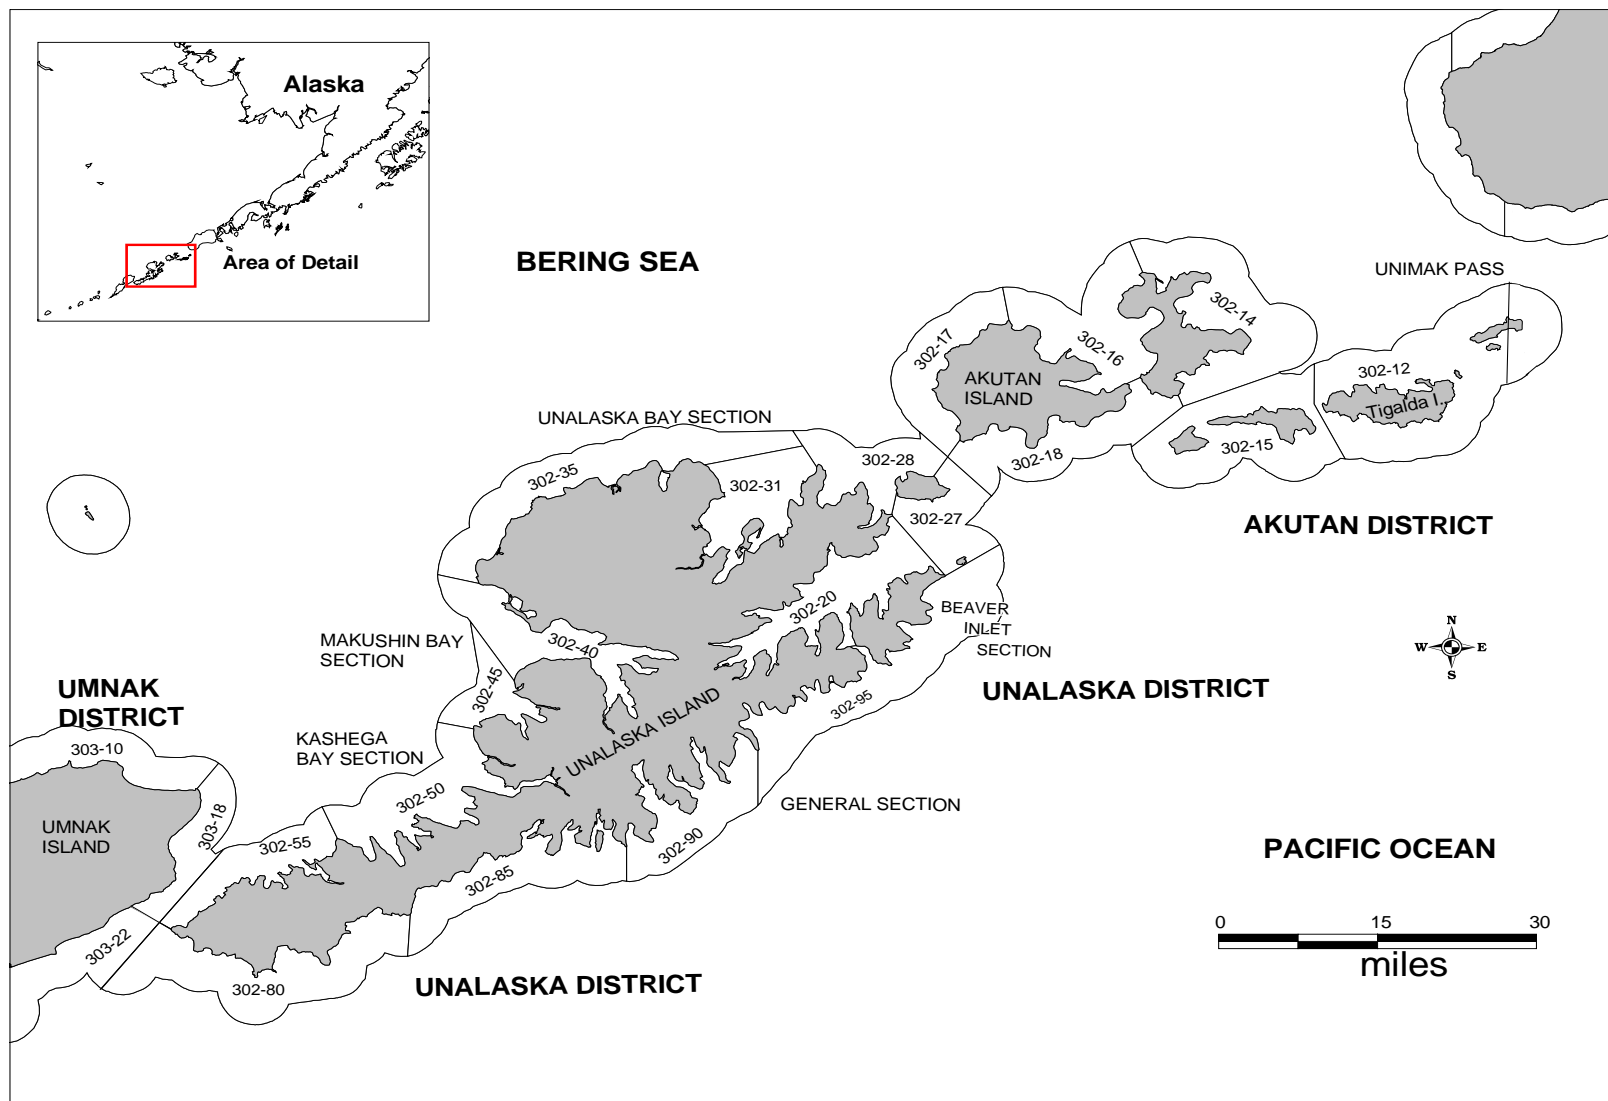 Alaska
Area of Detail
BERING SEA
UNIMAK PASS
302-14
302-17
302-16
302-12
AKUTAN
ISLAND
Tigalda I.
UNALASKA BAY SECTION
302-35
302-28
302-18
302-15
302-31
302-27
AKUTAN DISTRICT
302-20
BEAVER
INLET
SECTION
MAKUSHIN BAY
SECTION
302-40
302-45
UNALASKA DISTRICT
N
W
E
S
UMNAK
DISTRICT
302-95
UNALASKA ISLAND
KASHEGA
BAY SECTION
303-10
302-50
GENERAL SECTION
303-18
UMNAK
ISLAND
302-55
302-90
PACIFIC OCEAN
302-85
303-22
302-80
UNALASKA DISTRICT
0
15
30
miles